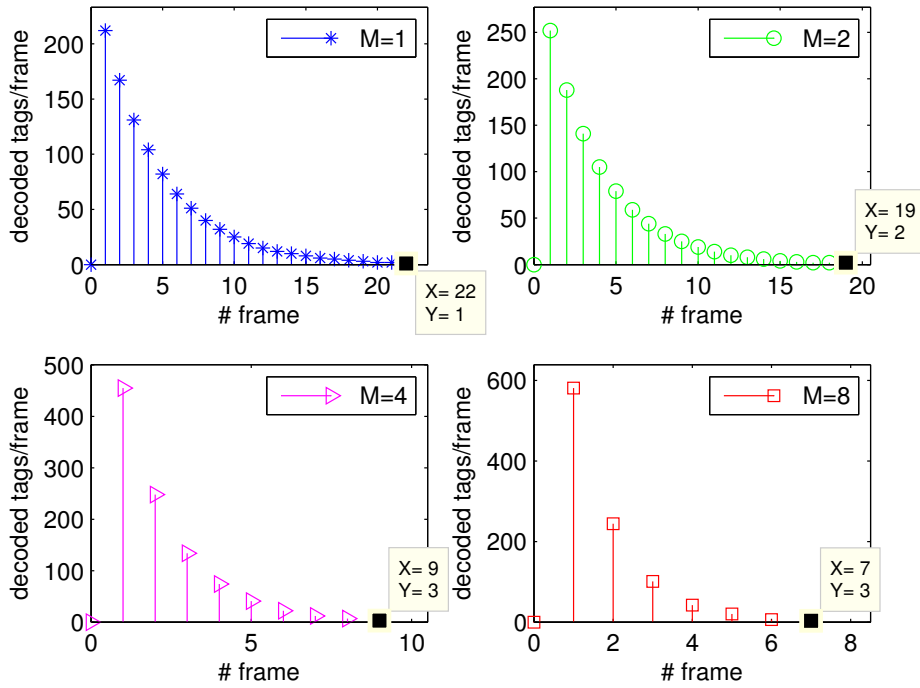 M=1
decoded tags/frame
200
150
100
50
0
0 5 10 15 20
# frame
X= 22
Y= 1
M=2
decoded tags/frame
250
200
150
100
50
0
0 5 10 15 20
# frame
X= 19
Y= 2
M=4
decoded tags/frame
500
400
300
200
100
0
0 5 10
# frame
X= 9
Y= 3
M=8
decoded tags/frame
600
400
200
0
0 2 4 6 8
# frame
X= 7
Y= 3